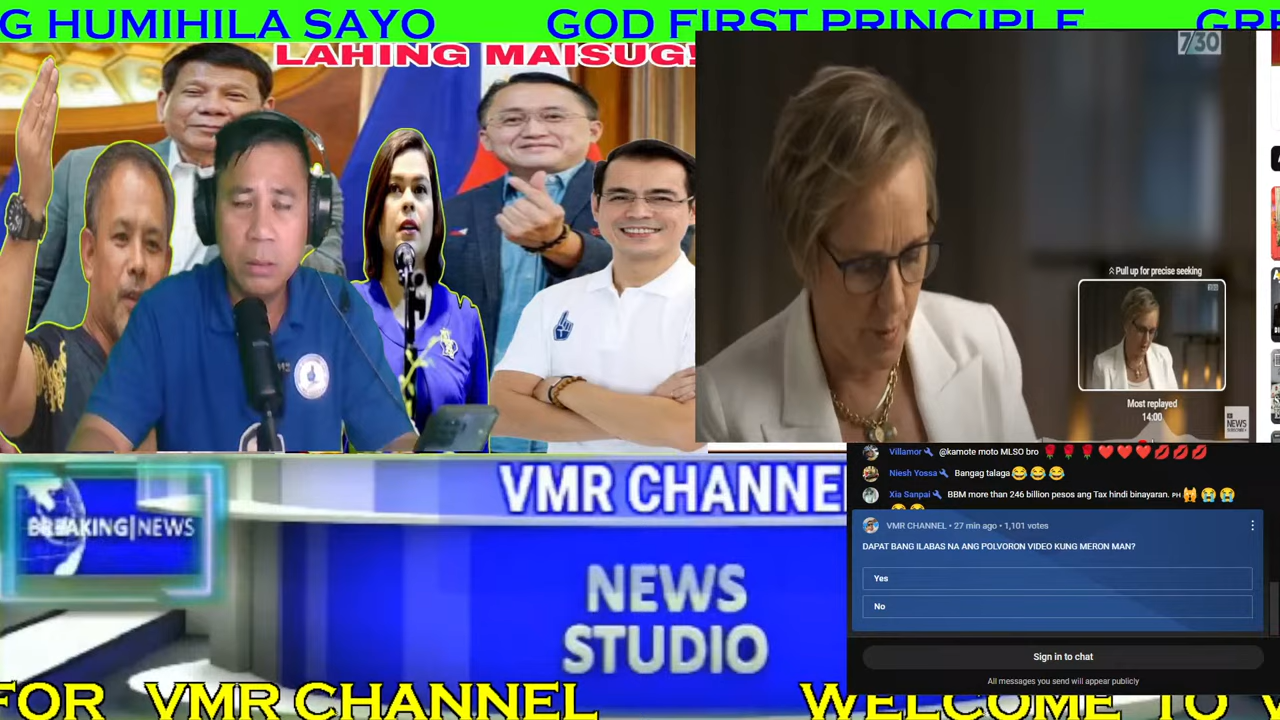 G HUMIHILA SAYO GOD FIRST PRINCIPLE GRE
LAHING MAISUG!
7/30
Pull up for precise seeking
7/30
Most replayed
14:00
NEWS
Villamor @kamote moto MLSO bro 🌹🌹🌹❤️❤️❤️💋💋💋
Niesh Yossa Bangag talaga😂😂😂
Xia Sanpai BBM more than 246 billion pesos ang Tax hindi binayaran. PH🙀😭😭
VMR CHANNEL • 27 min ago • 1,101 votes
DAPAT BANG ILABAS NA ANG POLVORON VIDEO KUNG MERON MAN?
Yes
No
Sign in to chat
All messages you send will appear publicly
VMR CHANNE
BREAKING|NEWS
NEWS
STUDIO
FOR VMR CHANNEL WELCOME TO V